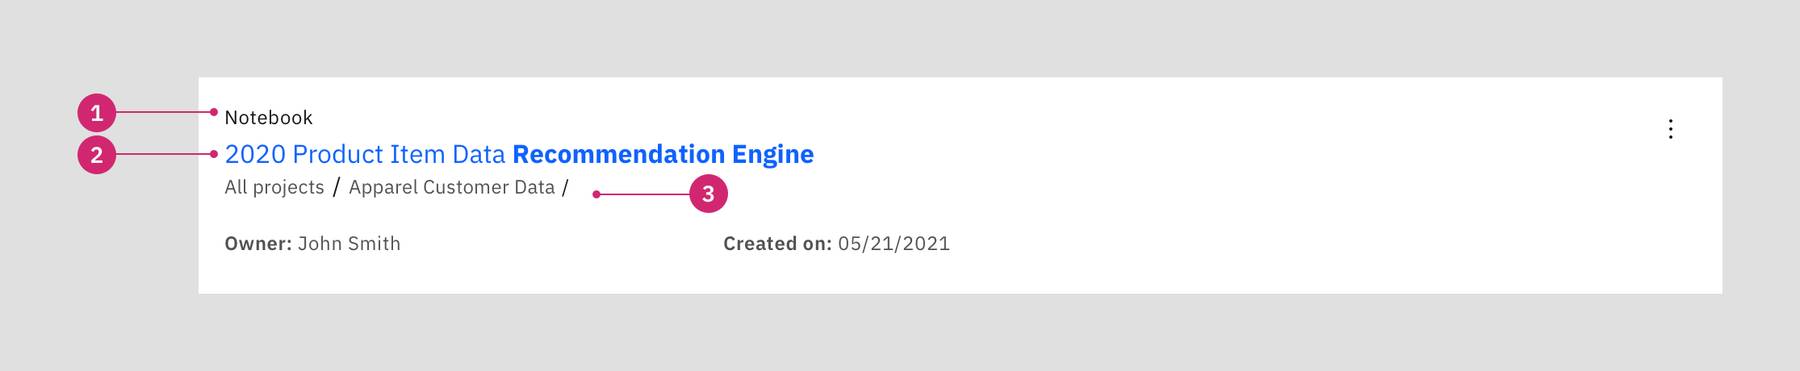 1
Notebook
2
2020 Product Item Data Recommendation Engine
All projects / Apparel Customer Data /
3
Owner: John Smith
Created on: 05/21/2021